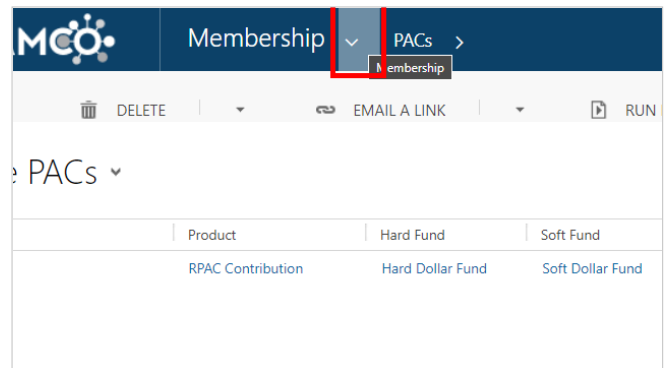 AMCO
Membership PACs
Membership
DELETE EMAIL A LINK RUN
e PACs
Product Hard Fund Soft Fund
RPAC Contribution Hard Dollar Fund Soft Dollar Fund